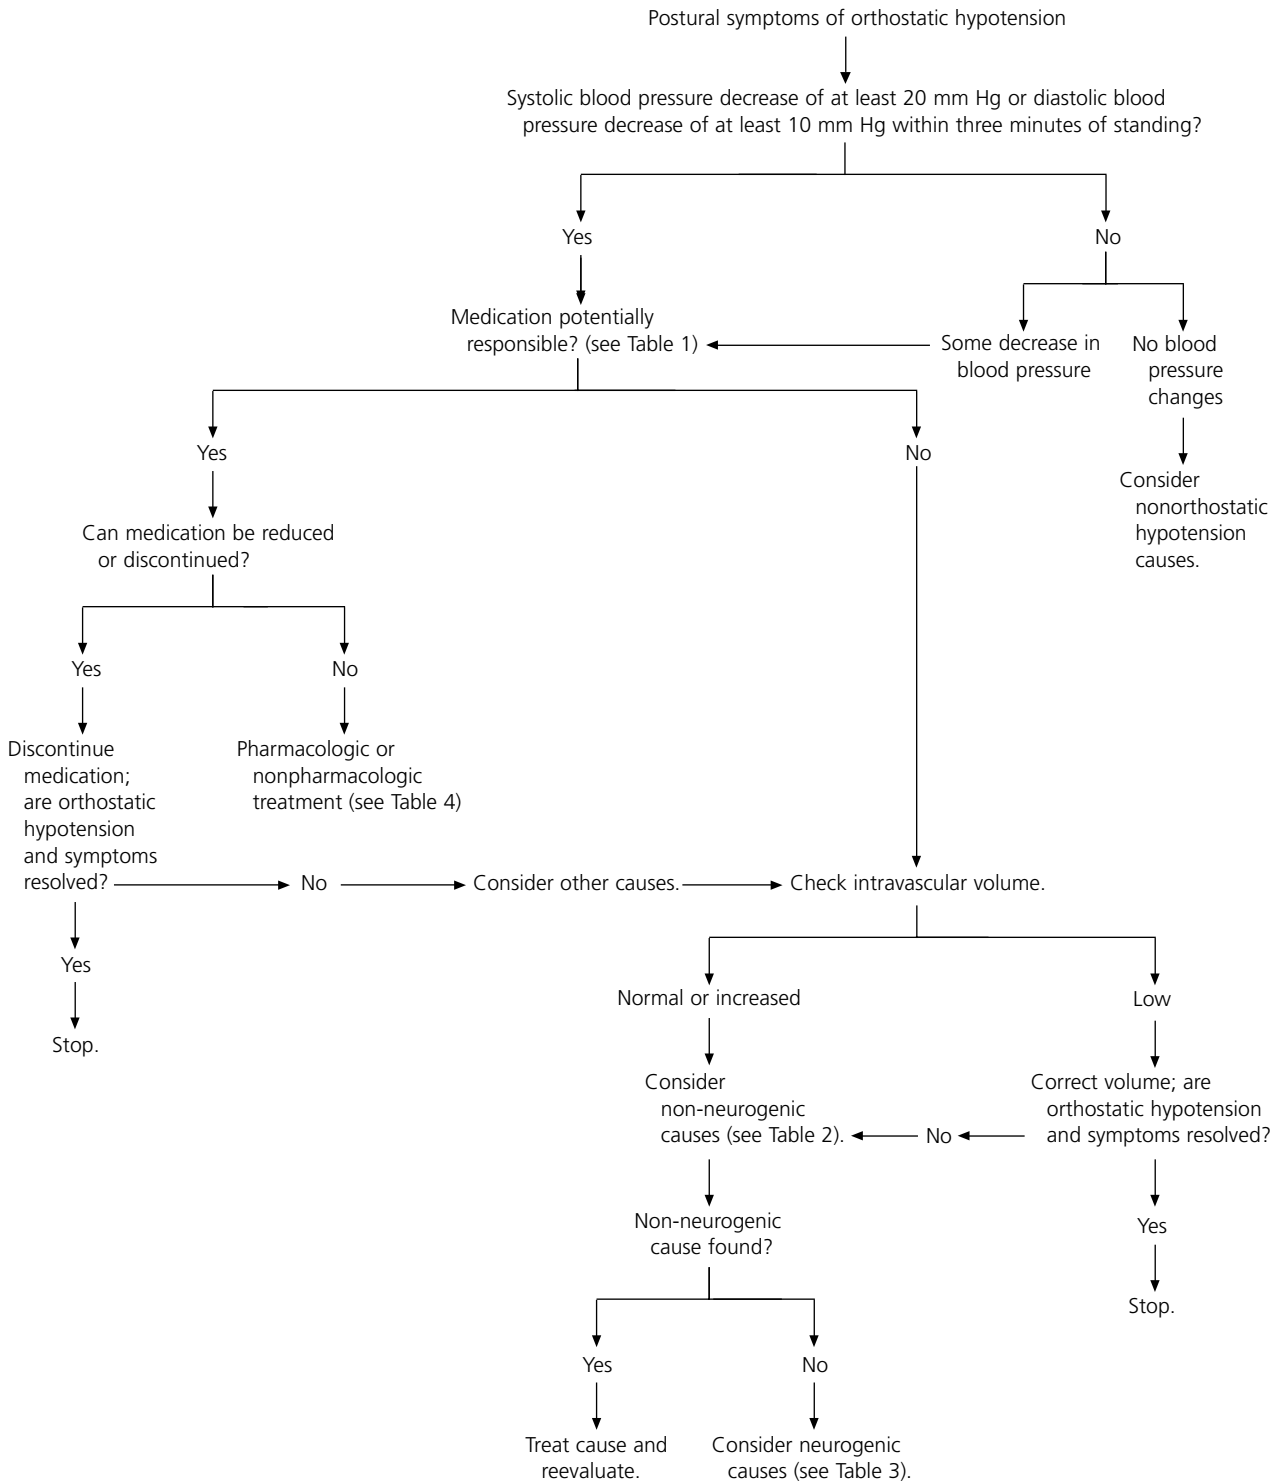 Postural symptoms of orthostatic hypotension
Systolic blood pressure decrease of at least 20 mm Hg or diastolic blood
pressure decrease of at least 10 mm Hg within three minutes of standing?
Yes
No
Medication potentially
responsible? (see Table 1)
Some decrease in
blood pressure
No blood
pressure
changes
Yes
No
Consider
nonorthostatic
hypotension
causes.
Can medication be reduced
or discontinued?
Yes
No
Discontinue
medication;
are orthostatic
hypotension
and symptoms
resolved?
Pharmacologic or
nonpharmacologic
treatment (see Table 4)
No
Consider other causes.
Check intravascular volume.
Yes
Stop.
Normal or increased
Low
Consider
non-neurogenic
causes (see Table 2).
No
Correct volume; are
orthostatic hypotension
and symptoms resolved?
Non-neurogenic
cause found?
Yes
Stop.
Yes
No
Treat cause and
reevaluate.
Consider neurogenic
causes (see Table 3).